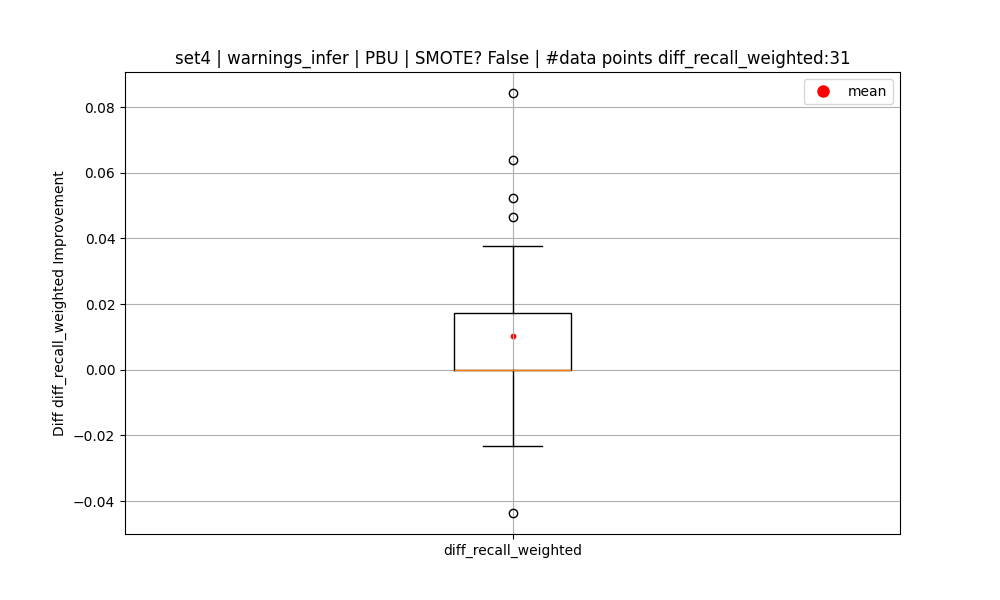 set4 | warnings_infer | PBU | SMOTE? False | #data points diff_recall_weighted:31
mean
Diff diff_recall_weighted Improvement
0.08
0.06
0.04
0.02
0.00
−0.02
−0.04
diff_recall_weighted